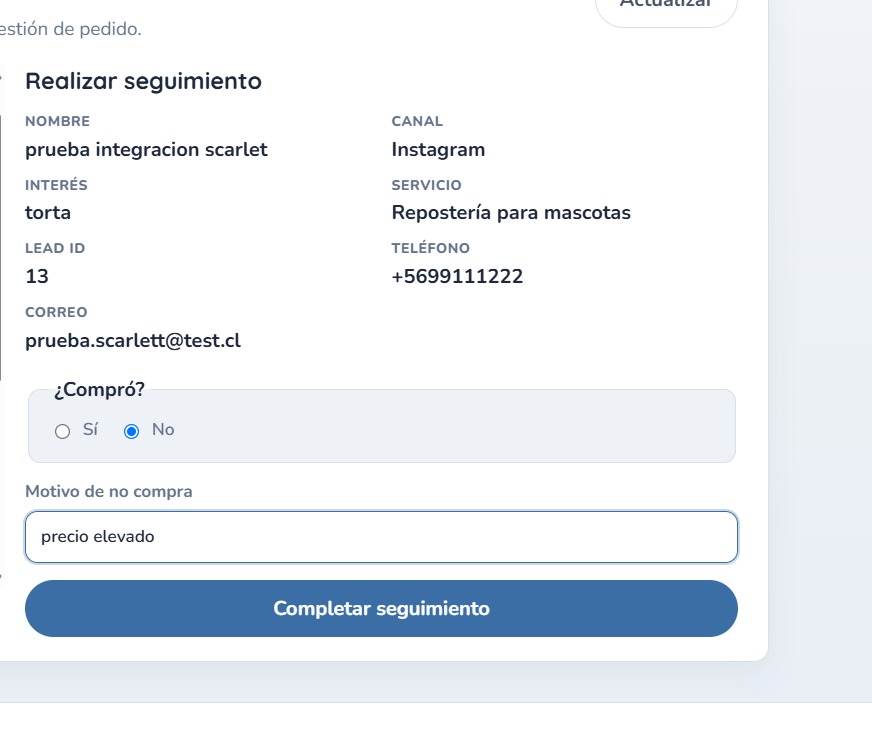 Actualizar
estión de pedido.
Realizar seguimiento
NOMBRE
prueba integracion scarlet
CANAL
Instagram
INTERÉS
torta
SERVICIO
Repostería para mascotas
LEAD ID
13
TELÉFONO
+5699111222
CORREO
prueba.scarlett@test.cl
¿Compró?
Sí
No
Motivo de no compra
precio elevado
Completar seguimiento